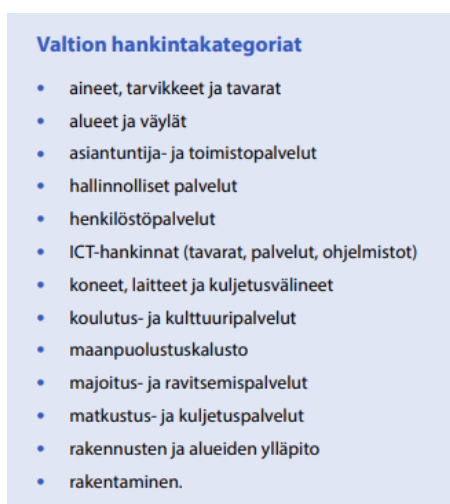 Valtion hankintakategoriat
• aineet, tarvikkeet ja tavarat
• alueet ja väylät
• asiantuntija- ja toimistopalvelut
• hallinnolliset palvelut
• henkilöstöpalvelut
• ICT-hankinnat (tavarat, palvelut, ohjelmistot)
• koneet, laitteet ja kuljetusvälineet
• koulutus- ja kulttuuripalvelut
• maanpuolustuskalusto
• majoitus- ja ravitsemispalvelut
• matkustus- ja kuljetuspalvelut
• rakennusten ja alueiden ylläpito
• rakentaminen.